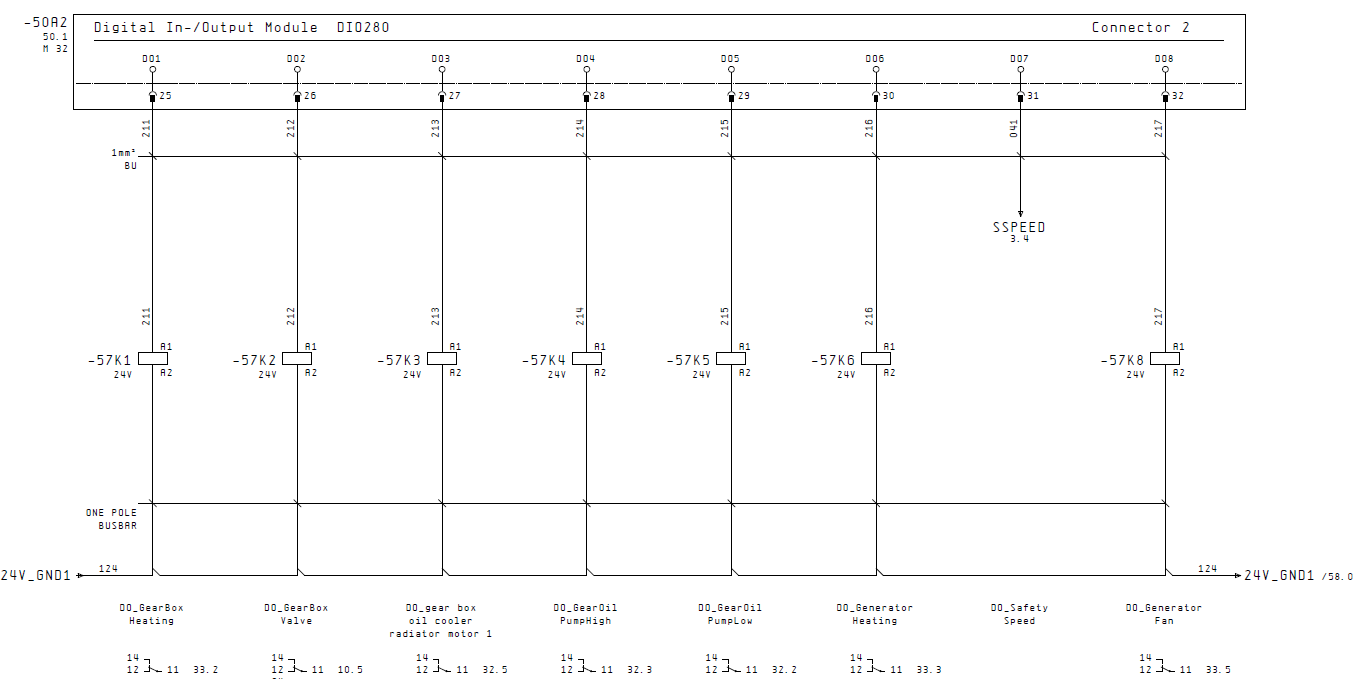 -50A2 Digital In-/Output Module DIO280 Connector 2
50.1
M 32
DO1 DO2 DO3 DO4 DO5 DO6 DO7 DO8
25 26 27 28 29 30 31 32
211 212 213 214 215 216 041 217
1mm²
BU
SSPEED
3.4
211 212 213 214 215 216 217
A1 A1 A1 A1 A1 A1 A1
-57K1 -57K2 -57K3 -57K4 -57K5 -57K6 -57K8
24V A2 24V A2 24V A2 24V A2 24V A2 24V A2 24V A2
ONE POLE
BUSBAR
24V_GND1 124 124 24V_GND1 /58.0
DO_GearBox DO_GearBox DO_gear box DO_GearOil DO_GearOil DO_Generator DO_Safety DO_Generator
Heating Valve oil cooler PumpHigh PumpLow Heating Speed Fan
radiator motor 1
14 14 14 14 14 14 14
12 11 33.2 12 11 10.5 12 11 32.5 12 11 32.3 12 11 32.2 12 11 33.3 12 11 33.5